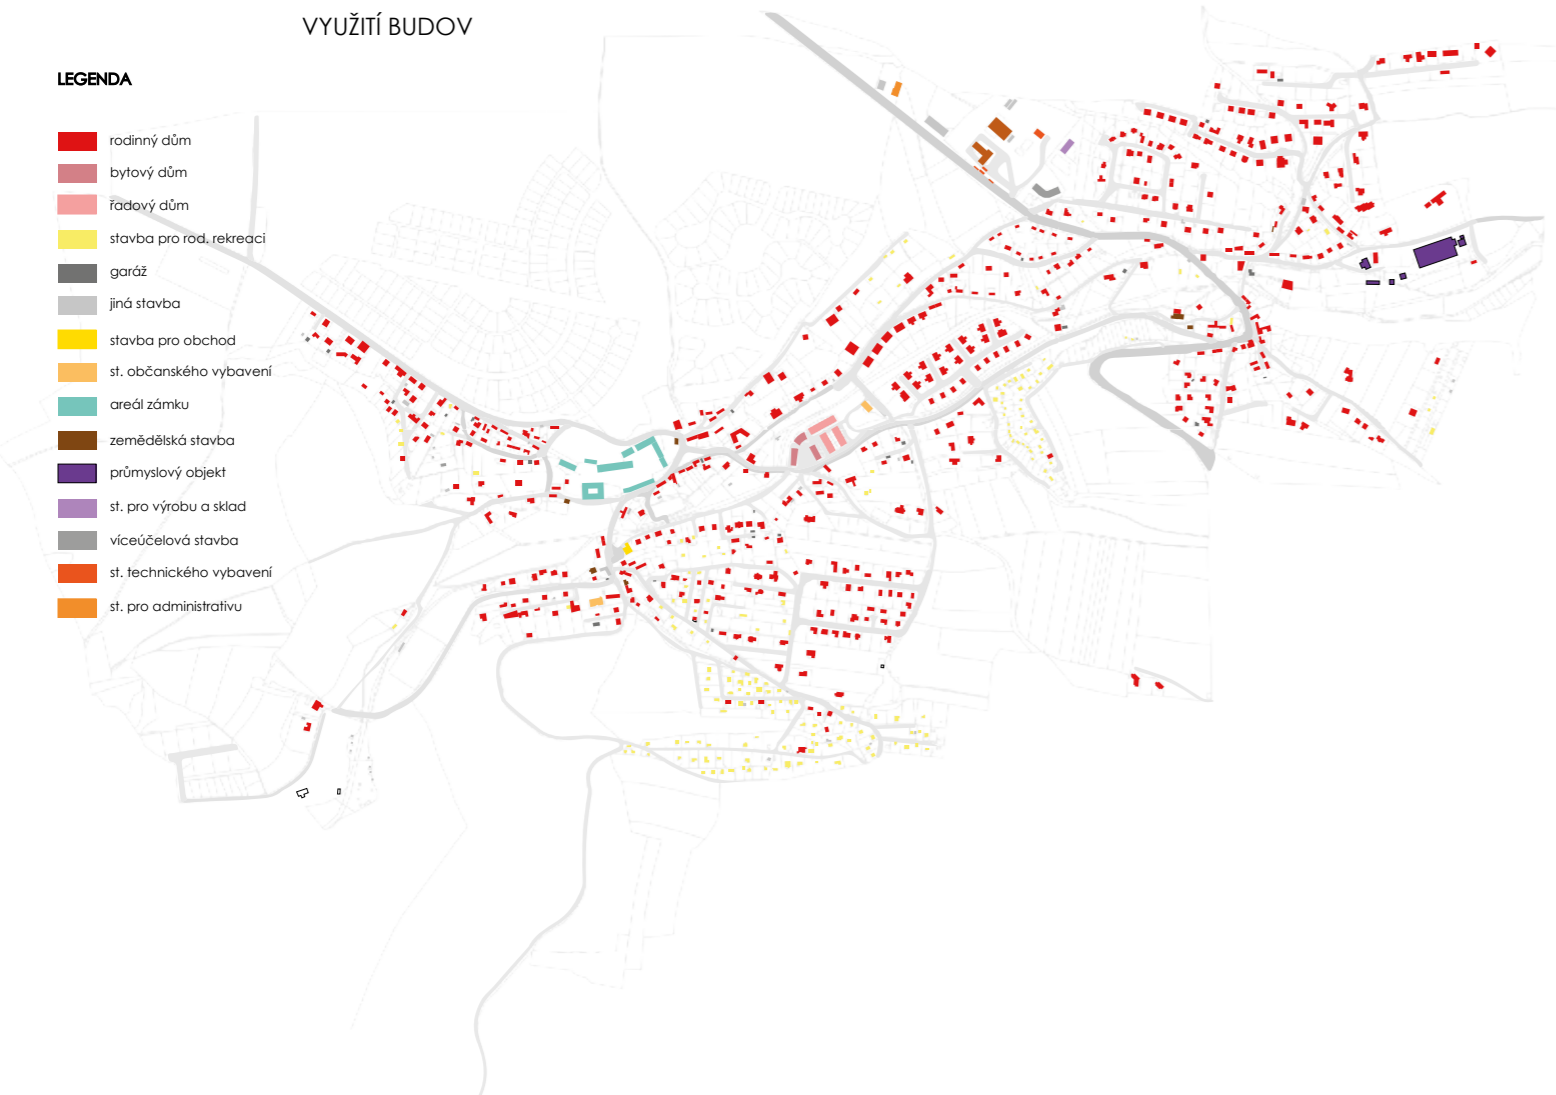 VYUŽITÍ BUDOV
LEGENDA
rodinný dům
bytový dům
řadový dům
stavba pro rod. rekreaci
garáž
jiná stavba
stavba pro obchod
st. občanského vybavení
areál zámku
zemědělská stavba
průmyslový objekt
st. pro výrobu a sklad
víceúčelová stavba
st. technického vybavení
st. pro administrativu